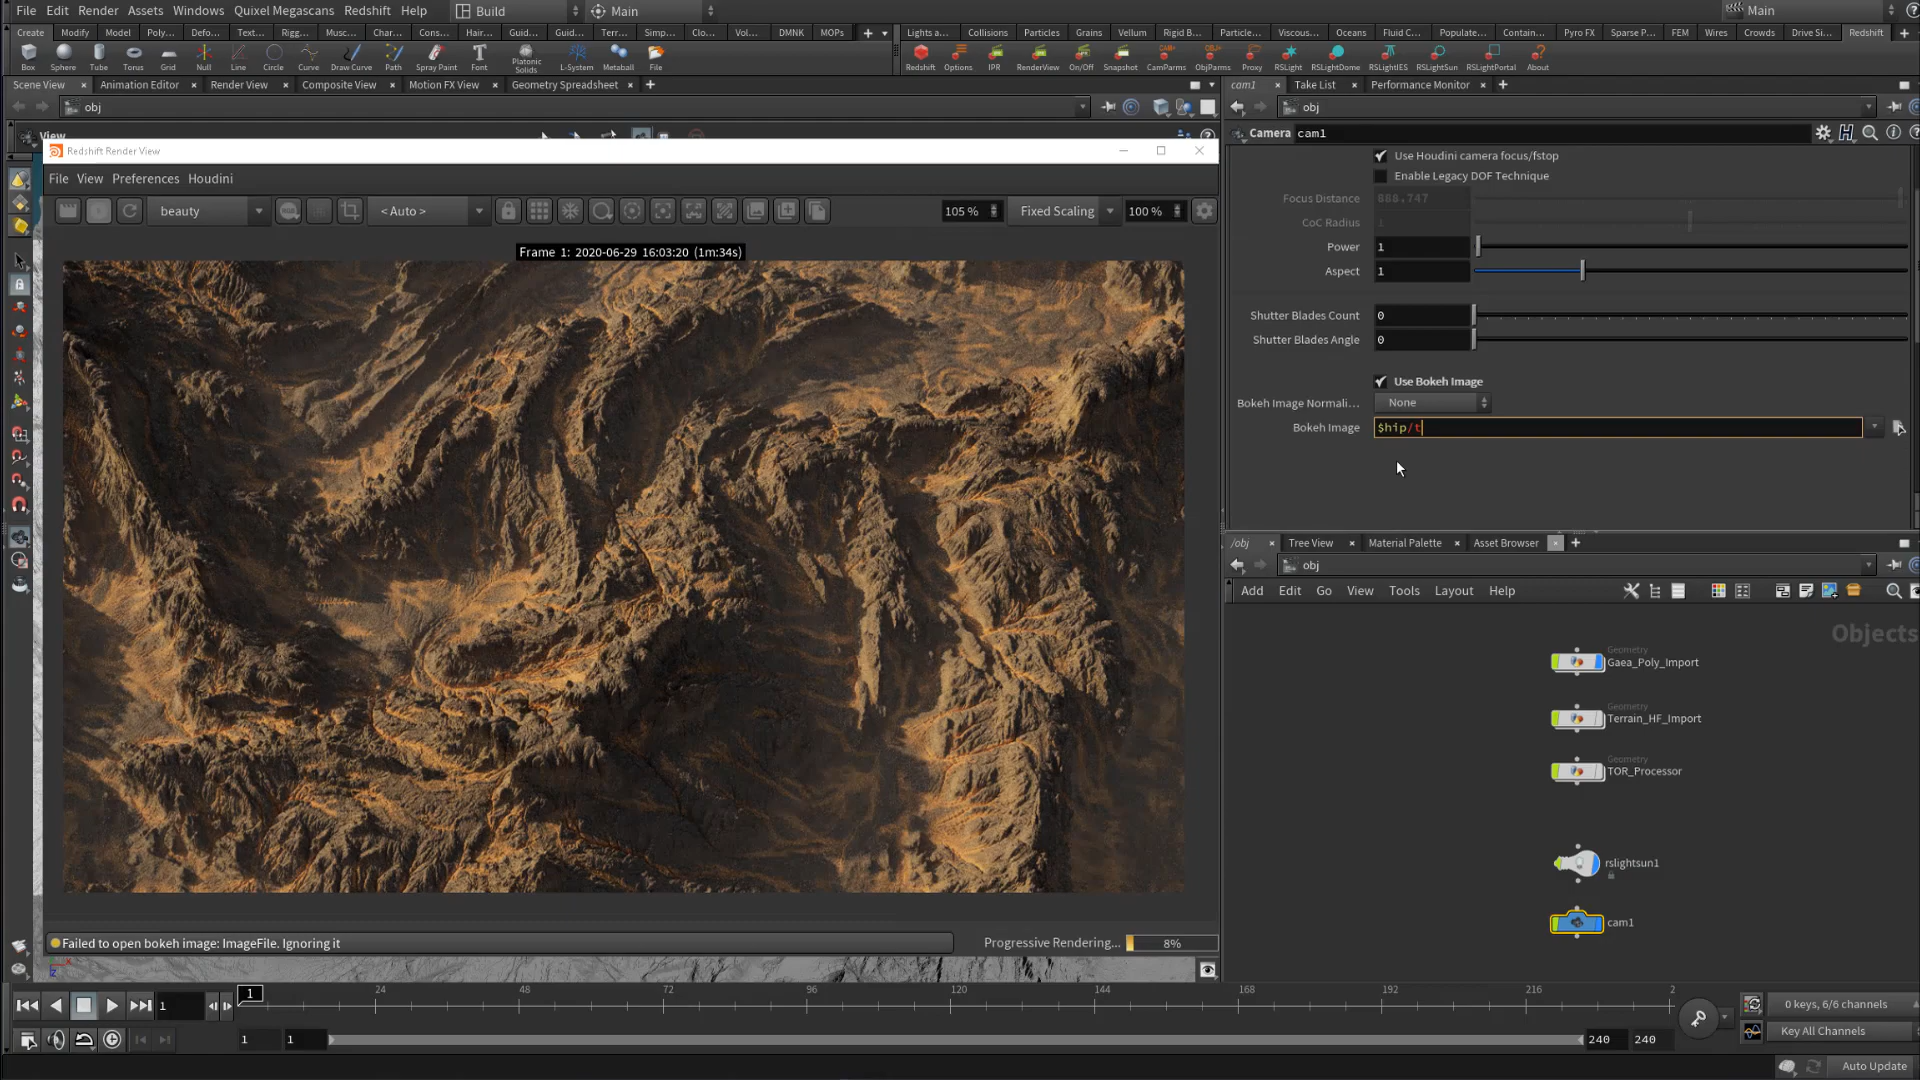 File Edit Render Assets Windows Quixel Megascans Redshift Help Build Main Main
Create Modify Model Poly... Defo... Text... Rigg... Musc... Char... Cons... Hair... Guid... Guid... Terr... Simp... Clo... Vol... DMNK MOPs
Lights a... Collisions Particles Grains Vellum Rigid B... Particle... Viscous... Oceans Fluid C... Populate... Contain... Pyro FX Sparse P... FEM Wires Crowds Drive Si... Redshift
Box Sphere Tube Torus Grid Null Line Circle Curve Draw Curve Path Spray Paint Font Platonic Solids L-System Metaball File
Redshift Options IPR RenderView On/Off Snapshot CamParms ObjParms Proxy RSLight RSLightDome RSLightIES RSLightSun RSLightPortal About
Scene View Animation Editor Render View Composite View Motion FX View Geometry Spreadsheet
cam1 Take List Performance Monitor
obj
obj
View
Camera cam1
Redshift Render View
File View Preferences Houdini
beauty < Auto > 105 % Fixed Scaling 100 %
Frame 1: 2020-06-29 16:03:20 (1m:34s)
Use Houdini camera focus/fstop
Enable Legacy DOF Technique
Focus Distance 888.747
CoC Radius 1
Power 1
Aspect 1
Shutter Blades Count 0
Shutter Blades Angle 0
Use Bokeh Image
Bokeh Image Normali... None
Bokeh Image $hip/t
/obj Tree View Material Palette Asset Browser
obj
Add Edit Go View Tools Layout Help
Objects
Geometry
Gaea_Poly_Import
Geometry
Terrain_HF_Import
Geometry
TOR_Processor
rslightsun1
cam1
Failed to open bokeh image: ImageFile. Ignoring it
Progressive Rendering... 8%
1 1 24 48 72 96 120 144 168 192 216 2
0 keys, 6/6 channels
1 1 240 240
Key All Channels
Auto Update